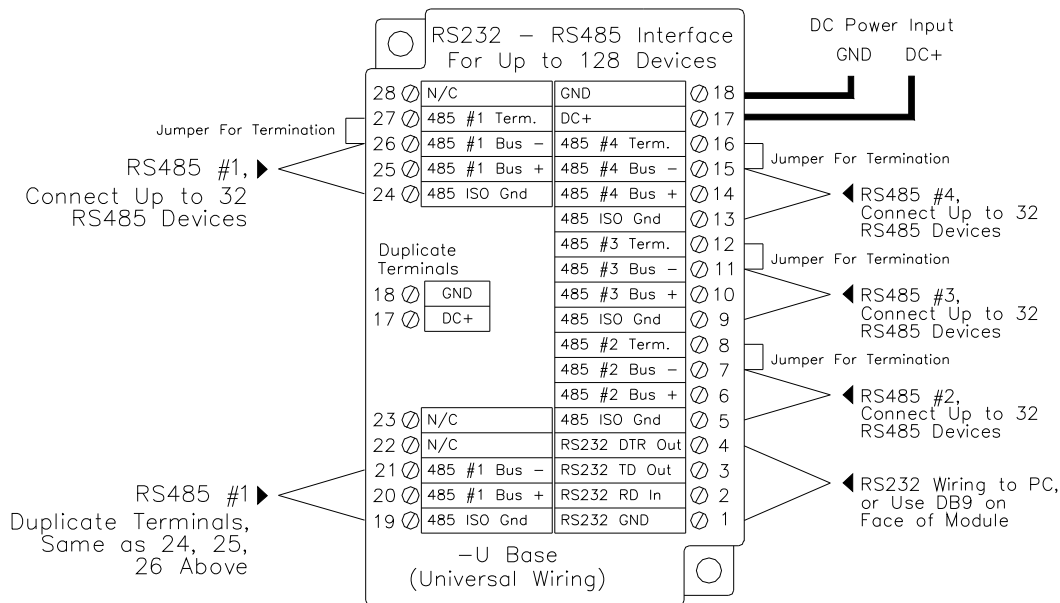 RS232 – RS485 Interface
For Up to 128 Devices
DC Power Input
GND DC+
28 N/C GND 18
27 485 #1 Term. DC+ 17
26 485 #1 Bus – 485 #4 Term. 16
25 485 #1 Bus + 485 #4 Bus – 15
24 485 ISO Gnd 485 #4 Bus + 14
485 ISO Gnd 13
485 #3 Term. 12
485 #3 Bus – 11
485 #3 Bus + 10
485 ISO Gnd 9
485 #2 Term. 8
485 #2 Bus – 7
485 #2 Bus + 6
23 N/C 485 ISO Gnd 5
22 N/C RS232 DTR Out 4
21 485 #1 Bus – RS232 TD Out 3
20 485 #1 Bus + RS232 RD In 2
19 485 ISO Gnd RS232 GND 1
Duplicate
Terminals
18 GND
17 DC+
–U Base
(Universal Wiring)
Jumper For Termination
RS485 #1,
Connect Up to 32
RS485 Devices
RS485 #1
Duplicate Terminals,
Same as 24, 25,
26 Above
Jumper For Termination
RS485 #4,
Connect Up to 32
RS485 Devices
Jumper For Termination
RS485 #3,
Connect Up to 32
RS485 Devices
Jumper For Termination
RS485 #2,
Connect Up to 32
RS485 Devices
RS232 Wiring to PC,
or Use DB9 on
Face of Module